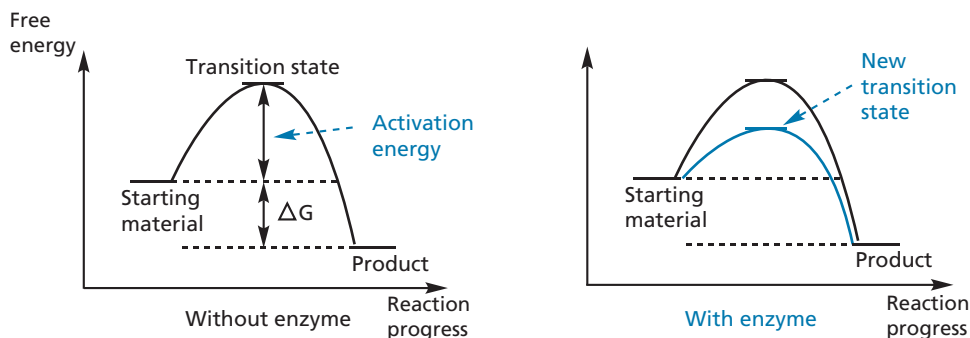 Free
energy
Transition state
Activation
energy
Starting
material
ΔG
Product
Reaction
progress
Without enzyme
New
transition
state
Starting
material
Product
Reaction
progress
With enzyme